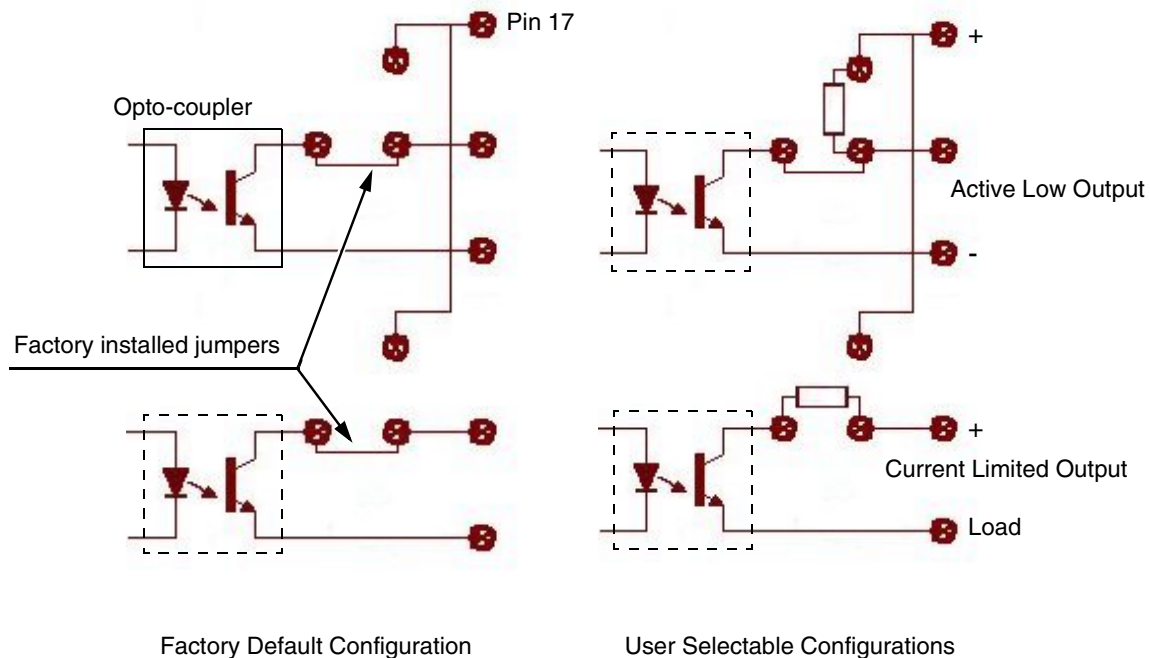 Pin 17
+
Opto-coupler
Active Low Output
-
Factory installed jumpers
+
Current Limited Output
Load
Factory Default Configuration
User Selectable Configurations